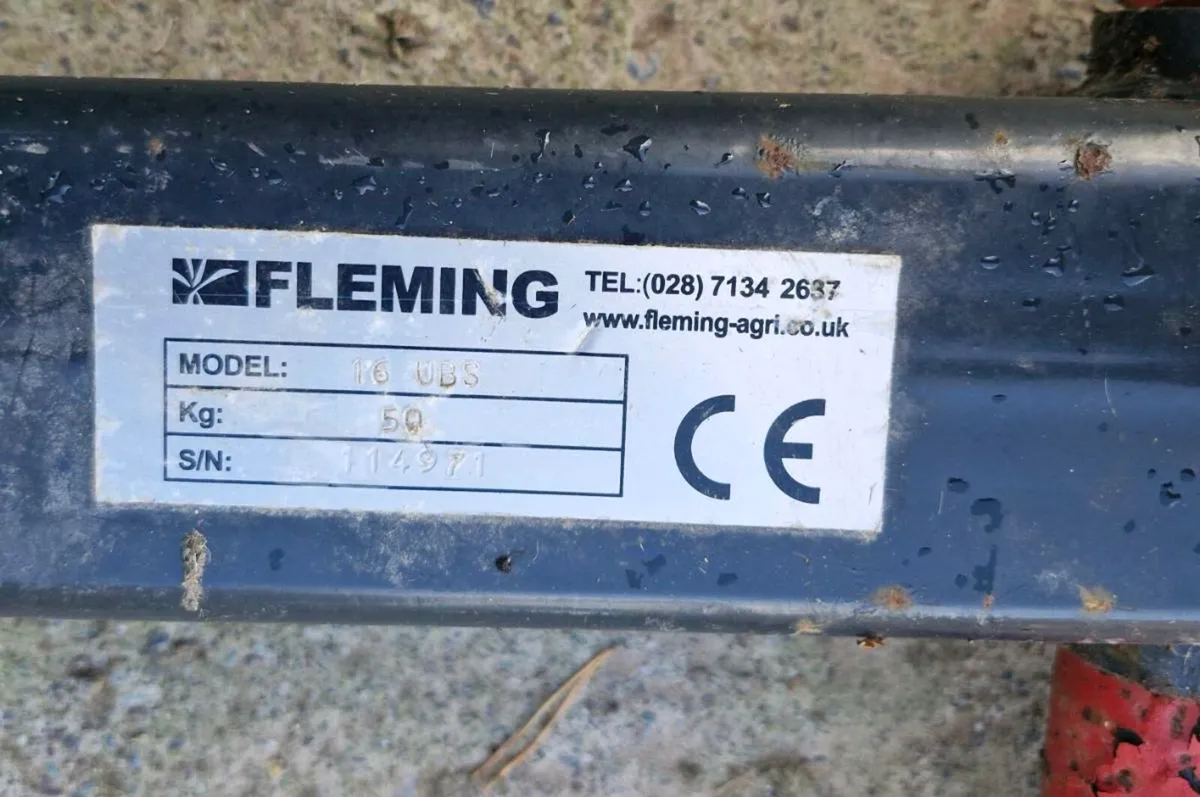 FLEMING
TEL:(028) 7134 2637
www.fleming-agri.co.uk
MODEL: 16 UBS
Kg: 50
S/N: 114971
CE